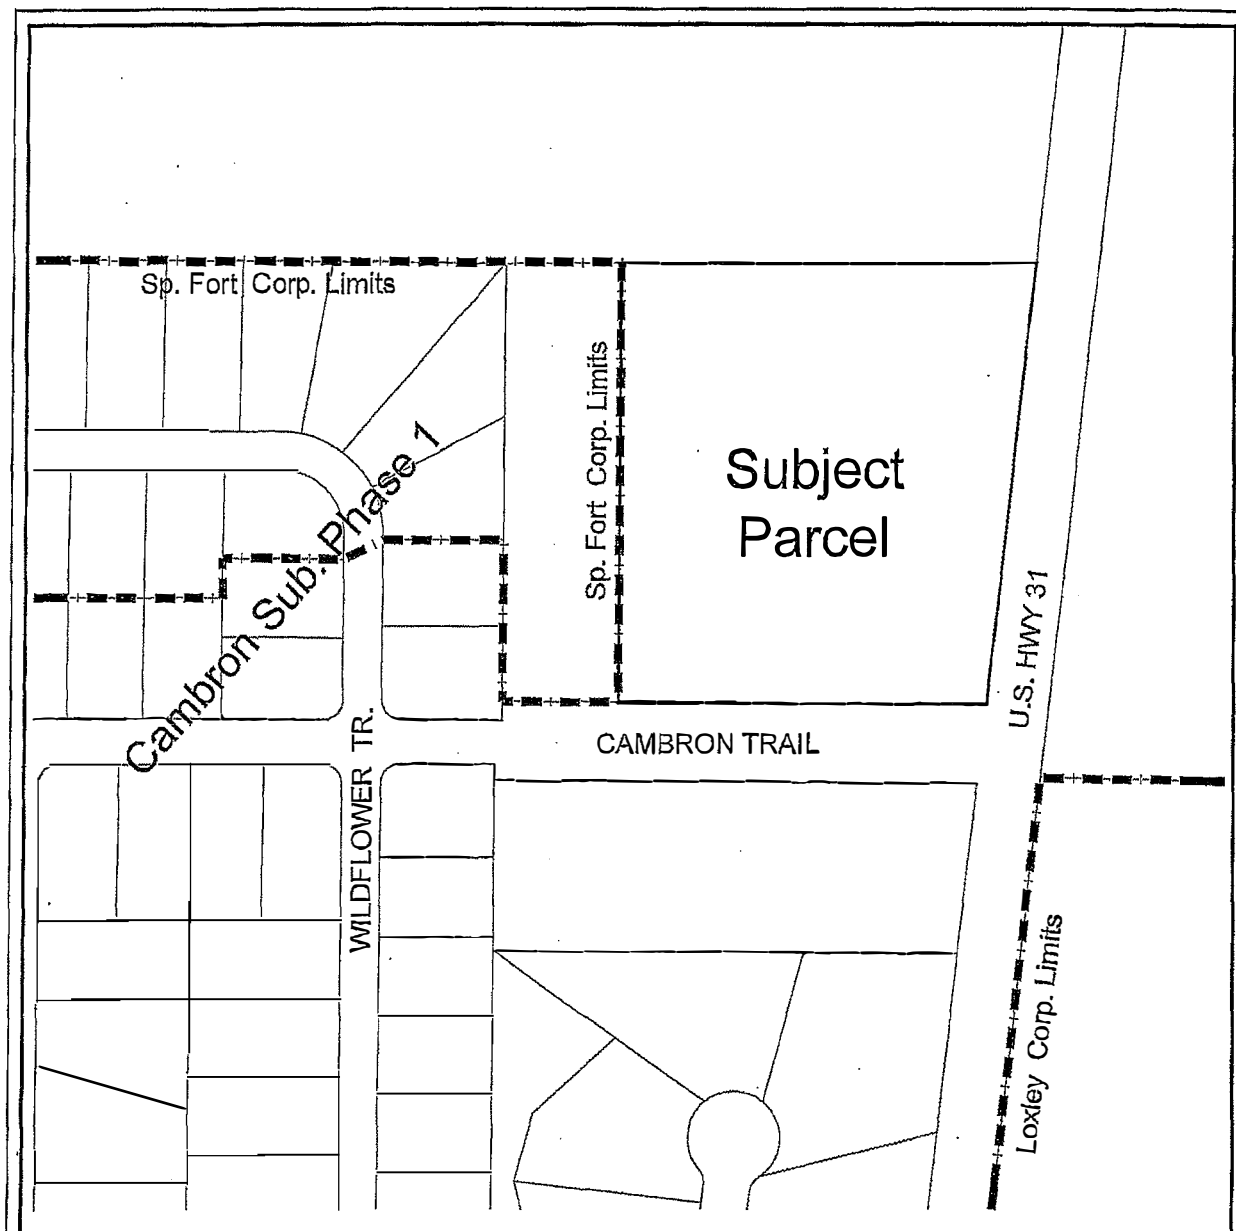 Sp. Fort Corp. Limits
Sp. Fort Corp. Limits
Subject
Parcel
Cambron Sub. Phase 1
U.S. HWY 31
CAMBRON TRAIL
WILDFLOWER TR.
Loxley Corp. Limits